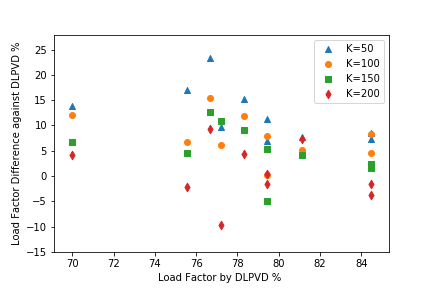 Load Factor Difference against DLPVD %
25
20
15
10
5
0
−5
−10
−15
K=50
K=100
K=150
K=200
70 72 74 76 78 80 82 84
Load Factor by DLPVD %